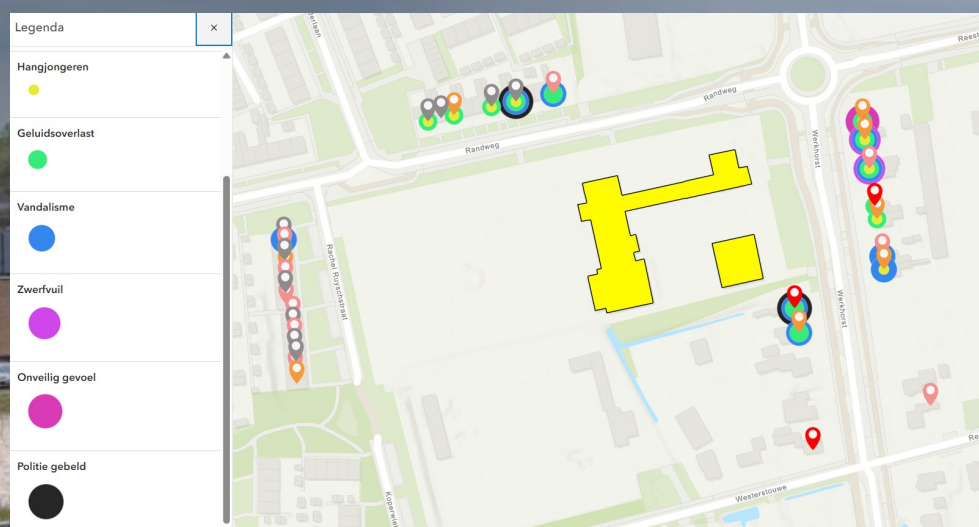 Legenda
×
Hangjongeren
Geluidsoverlast
Vandalisme
Zwerfvuil
Onveilig gevoel
Politie gebeld
Randweg
Randweg
Werkhorst
Werkhorst
Rachel Ruyschstraat
Westerstouwe